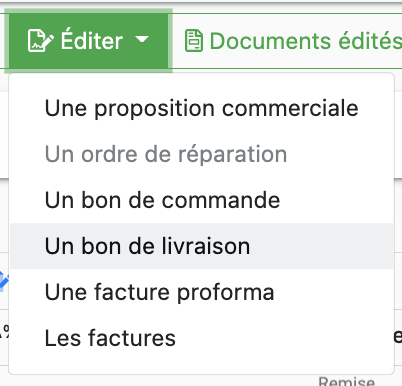 Éditer
Documents édités
Une proposition commerciale
Un ordre de réparation
Un bon de commande
Un bon de livraison
Une facture proforma
Les factures
Remise